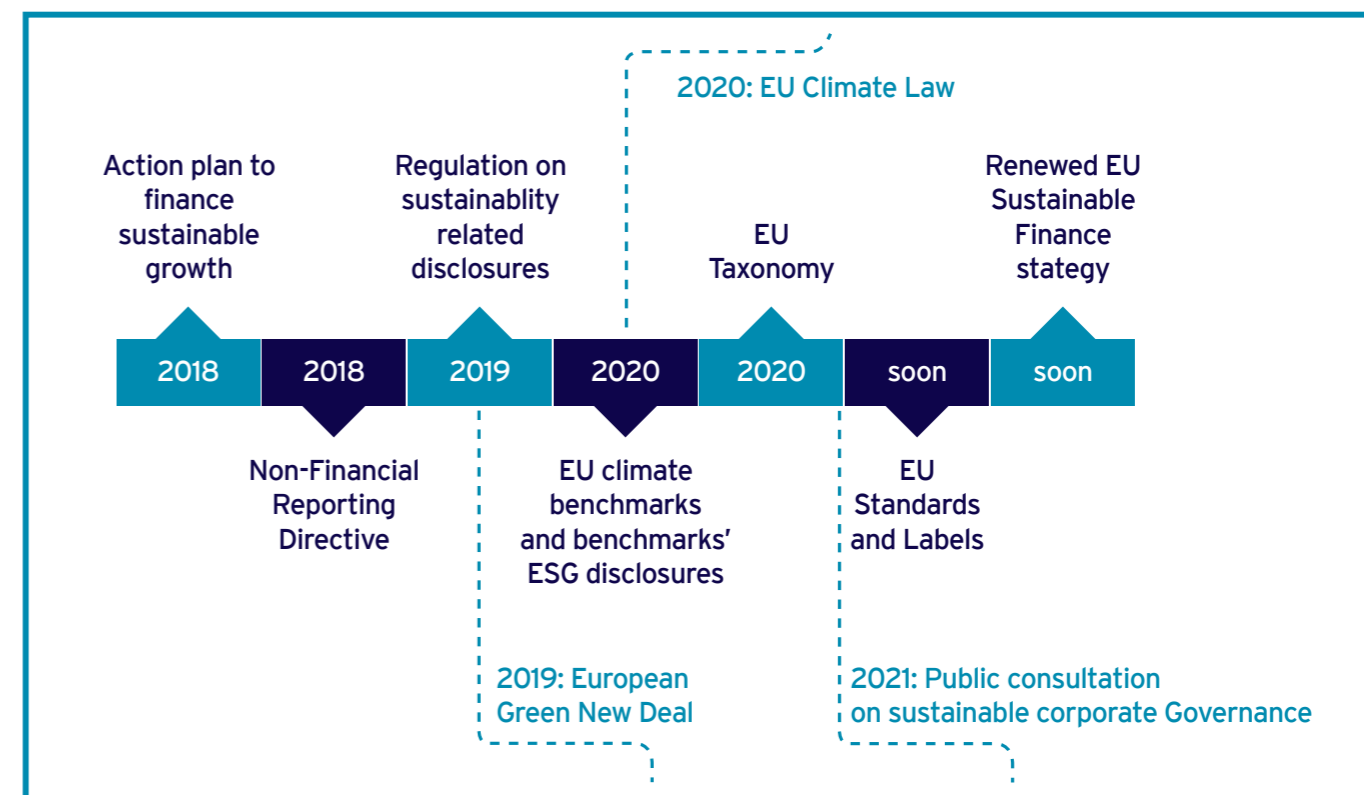 2020: EU Climate Law
Action plan to
finance
sustainable
growth
Regulation on
sustainablity
related
disclosures
EU
Taxonomy
Renewed EU
Sustainable
Finance
stategy
2018
2018
2019
2020
2020
soon
soon
Non-Financial
Reporting
Directive
EU climate
benchmarks
and benchmarks’
ESG disclosures
EU
Standards
and Labels
2019: European
Green New Deal
2021: Public consultation
on sustainable corporate Governance